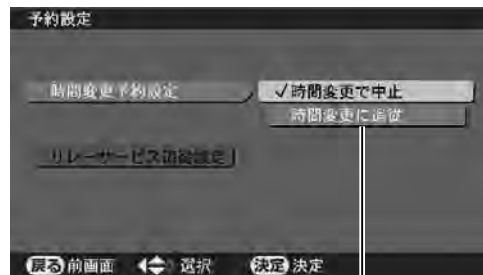 予約設定
時間変更予約設定
✓時間変更で中止
時間変更に追従
リレーサービス予約設定
戻る 前画面 選択 決定 決定